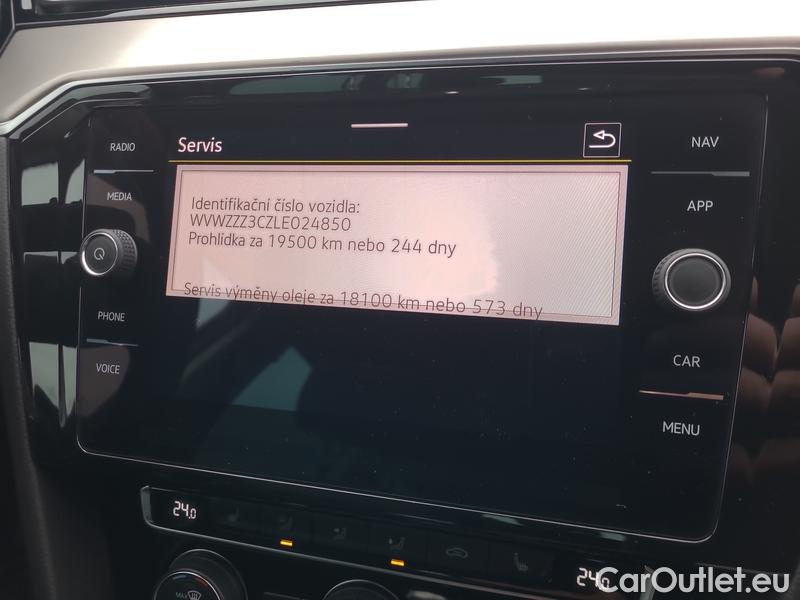 RADIO
Servis
NAV
MEDIA
APP
Identifikační číslo vozidla:
WVWZZZ3CZLE024850
Prohlídka za 19500 km nebo 244 dny
Servis výměny oleje za 18100 km nebo 573 dny
PHONE
VOICE
CAR
MENU
24.0
24.0
MAX
CarOutlet.eu